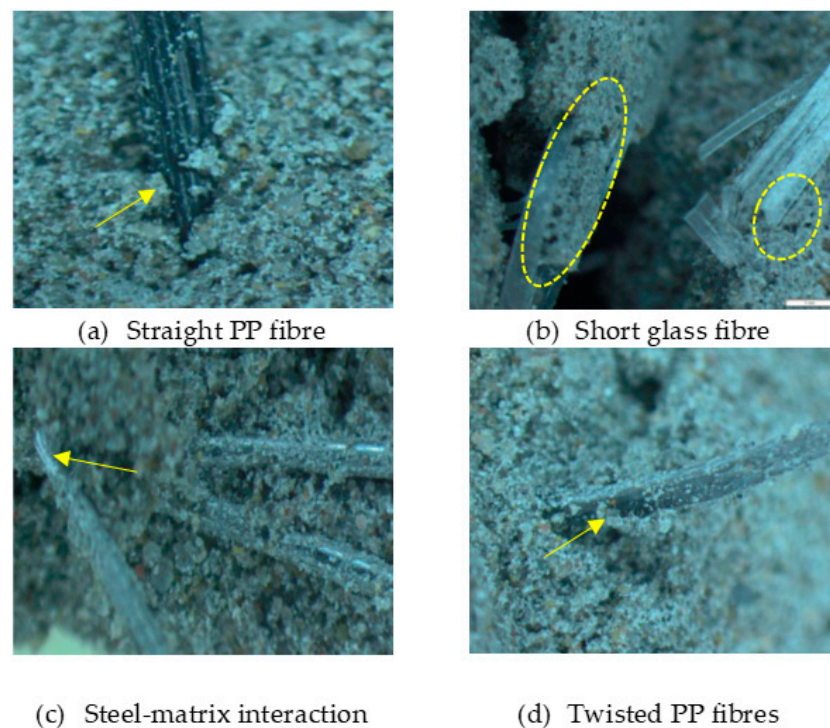 (a) Straight PP fibre
(b) Short glass fibre
(c) Steel-matrix interaction
(d) Twisted PP fibres